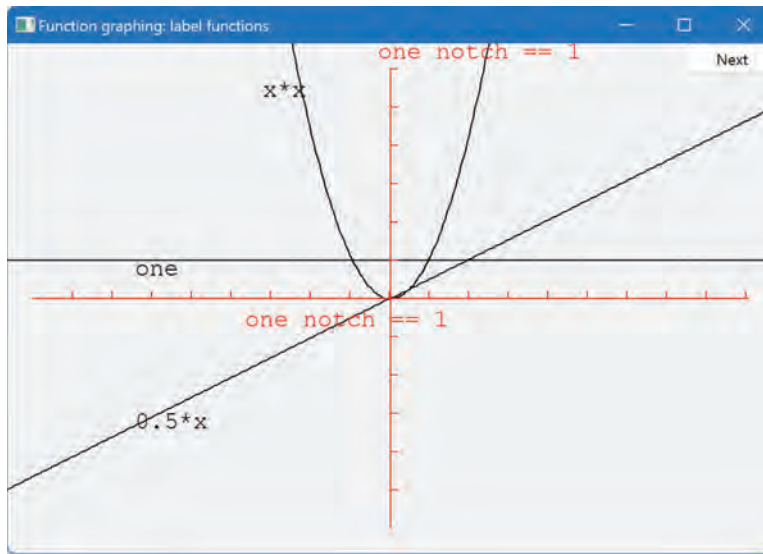 Function graphing: label functions
one notch == 1
Next
x*x
one
one notch == 1
0.5*x